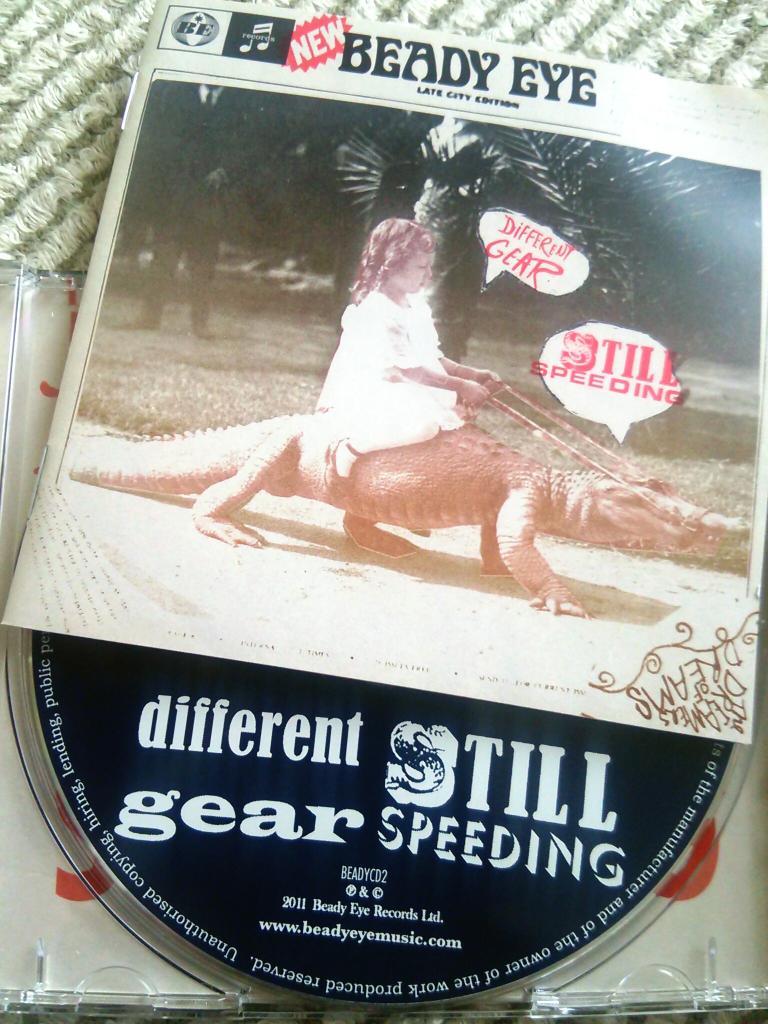 BE
records
NEW
BEADY EYE
LATE CITY EDITION
DIFFERENT
GEAR
STILL
SPEEDING
different STILL
gear SPEEDING
BEADYCD2
℗ & ©
2011 Beady Eye Records Ltd.
www.beadyeyemusic.com
ts of the manufacturer and of the owner of the work produced reserved. Unauthorised copying, hiring, lending, public pe